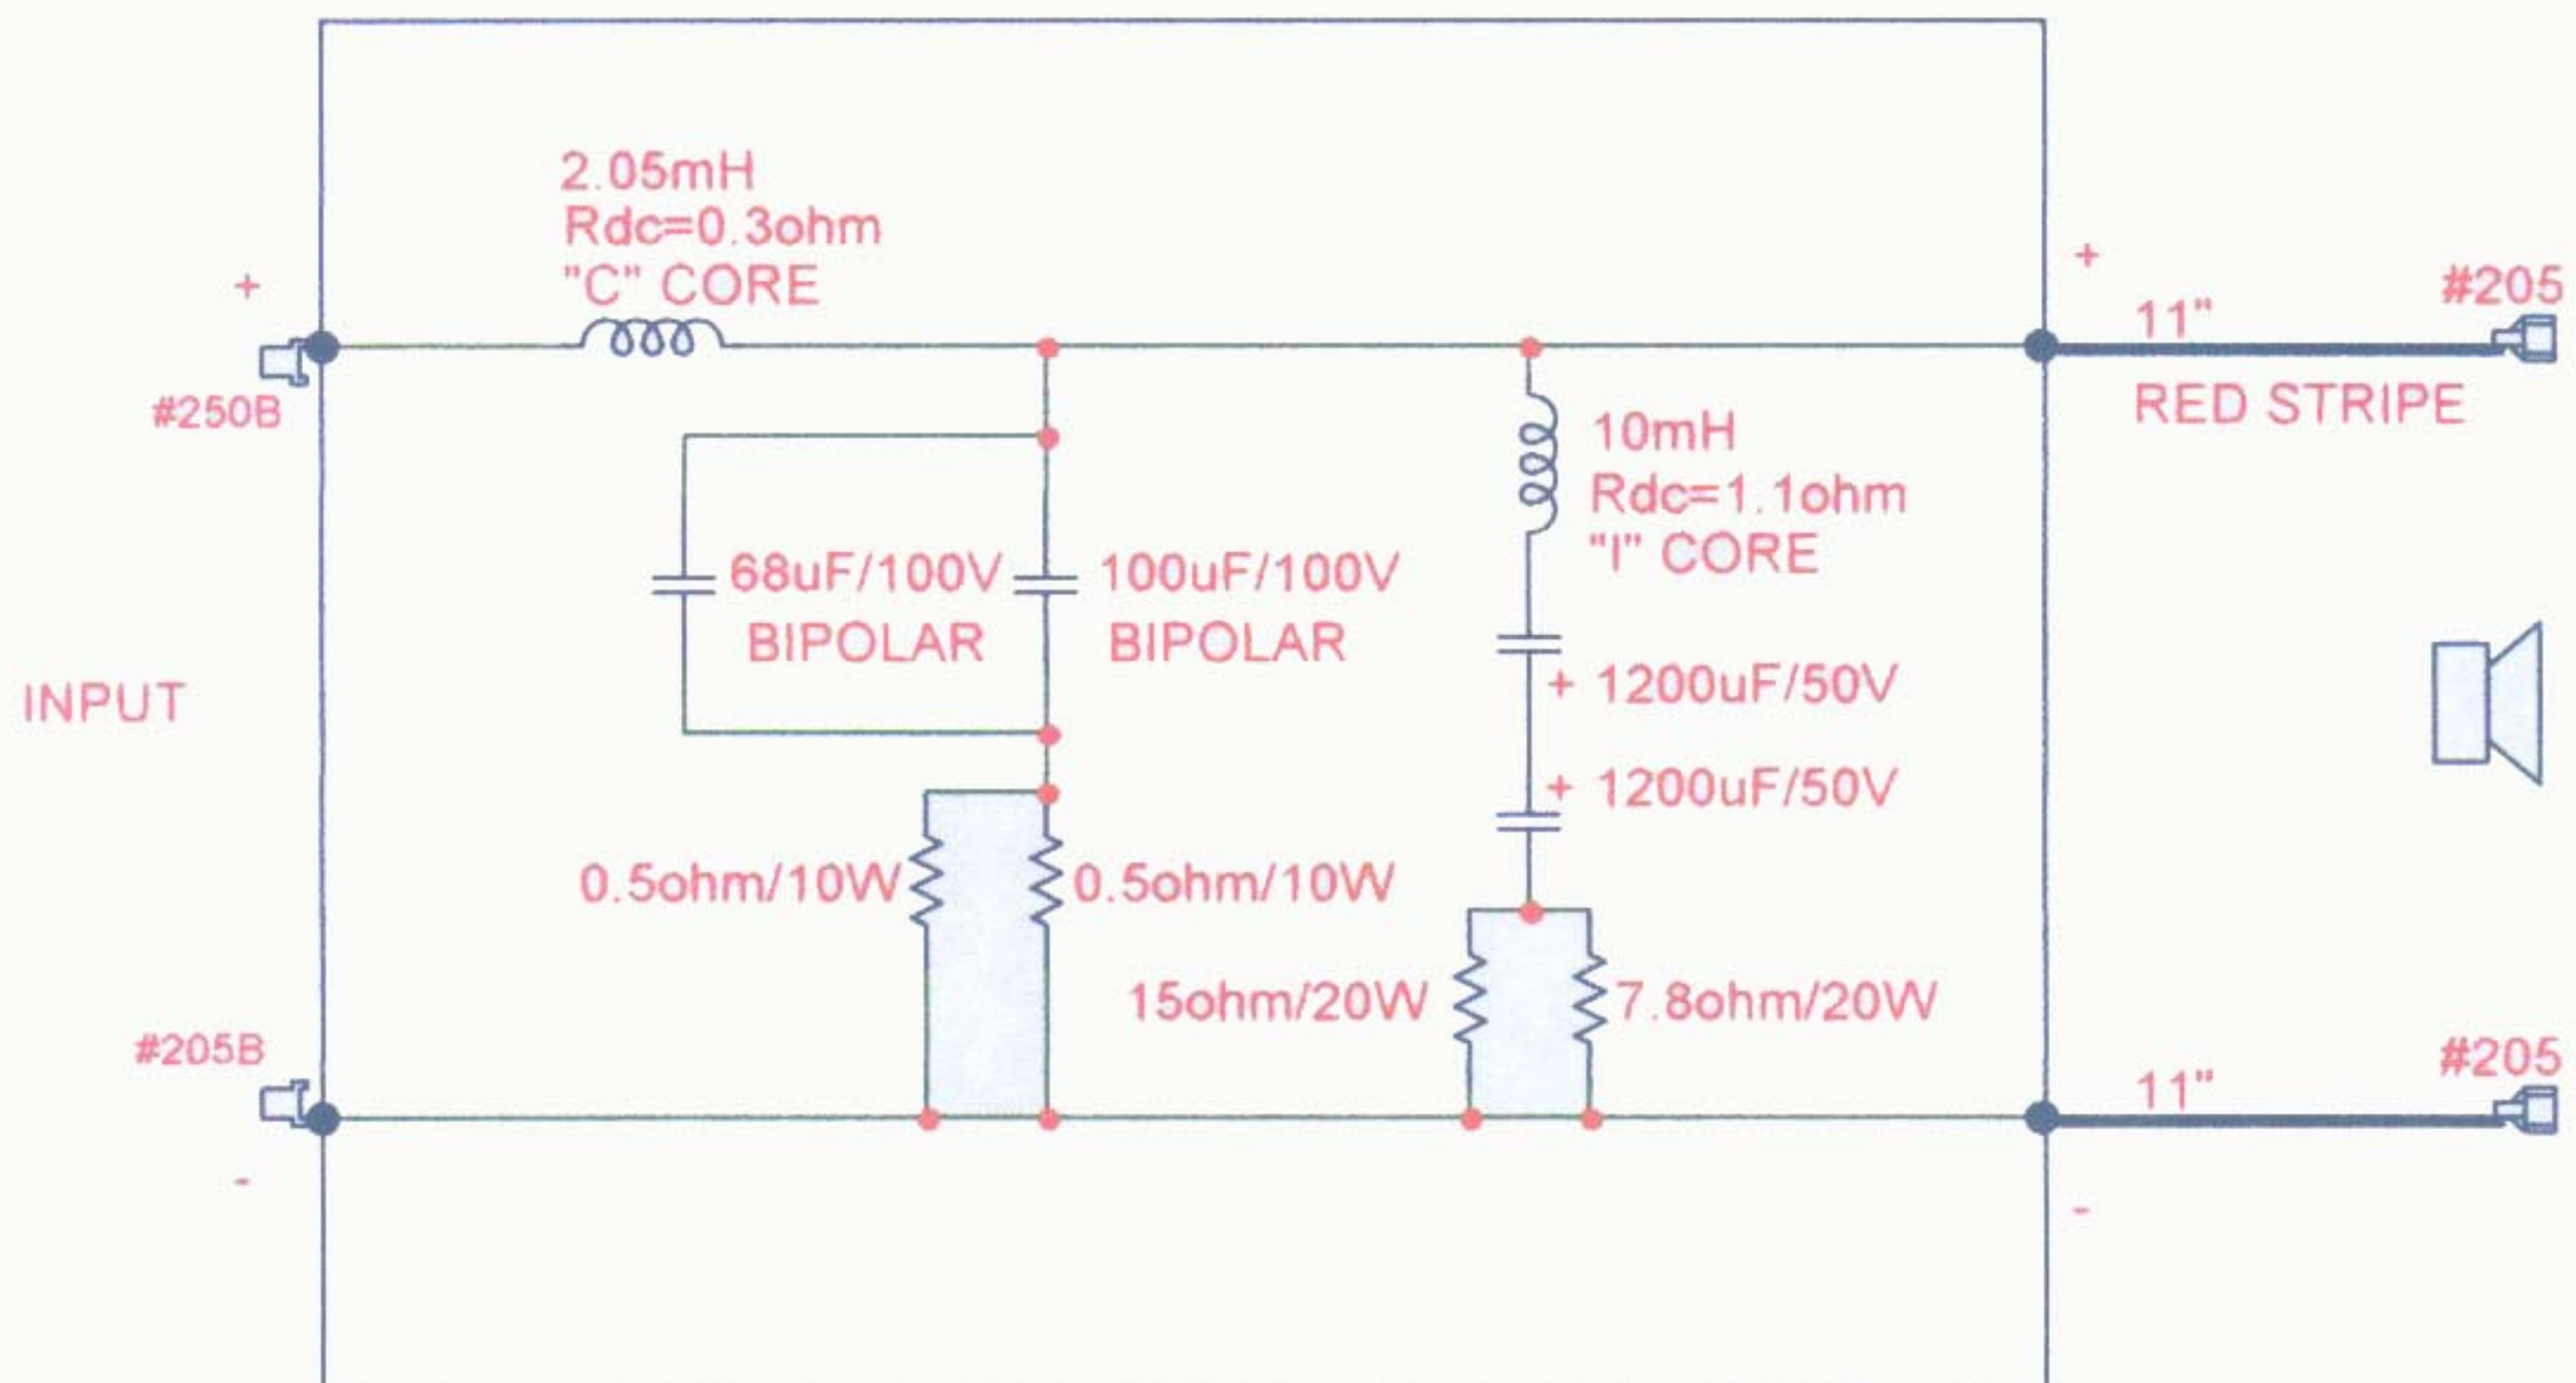 2.05mH
Rdc=0.3ohm
"C" CORE
+
#250B
+
11"
#205
RED STRIPE
10mH
Rdc=1.1ohm
"I" CORE
68uF/100V
BIPOLAR
100uF/100V
BIPOLAR
+ 1200uF/50V
+ 1200uF/50V
INPUT
0.5ohm/10W
0.5ohm/10W
15ohm/20W
7.8ohm/20W
#205B
-
11"
#205
-